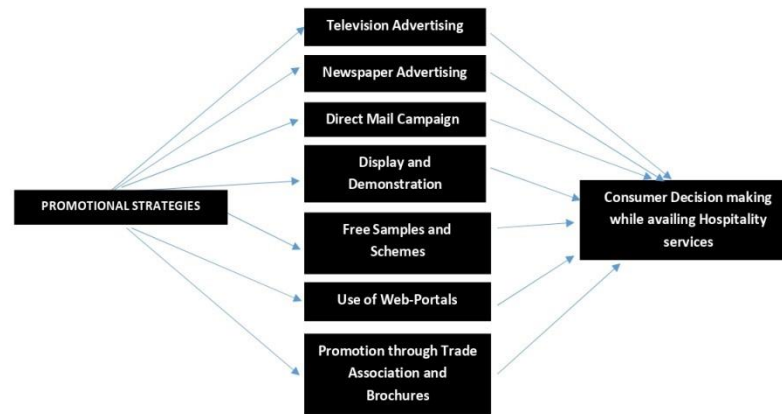 Television Advertising
Newspaper Advertising
Direct Mail Campaign
Display and
Demonstration
PROMOTIONAL STRATEGIES
Consumer Decision making
while availing Hospitality
services
Free Samples and
Schemes
Use of Web-Portals
Promotion through Trade
Association and
Brochures